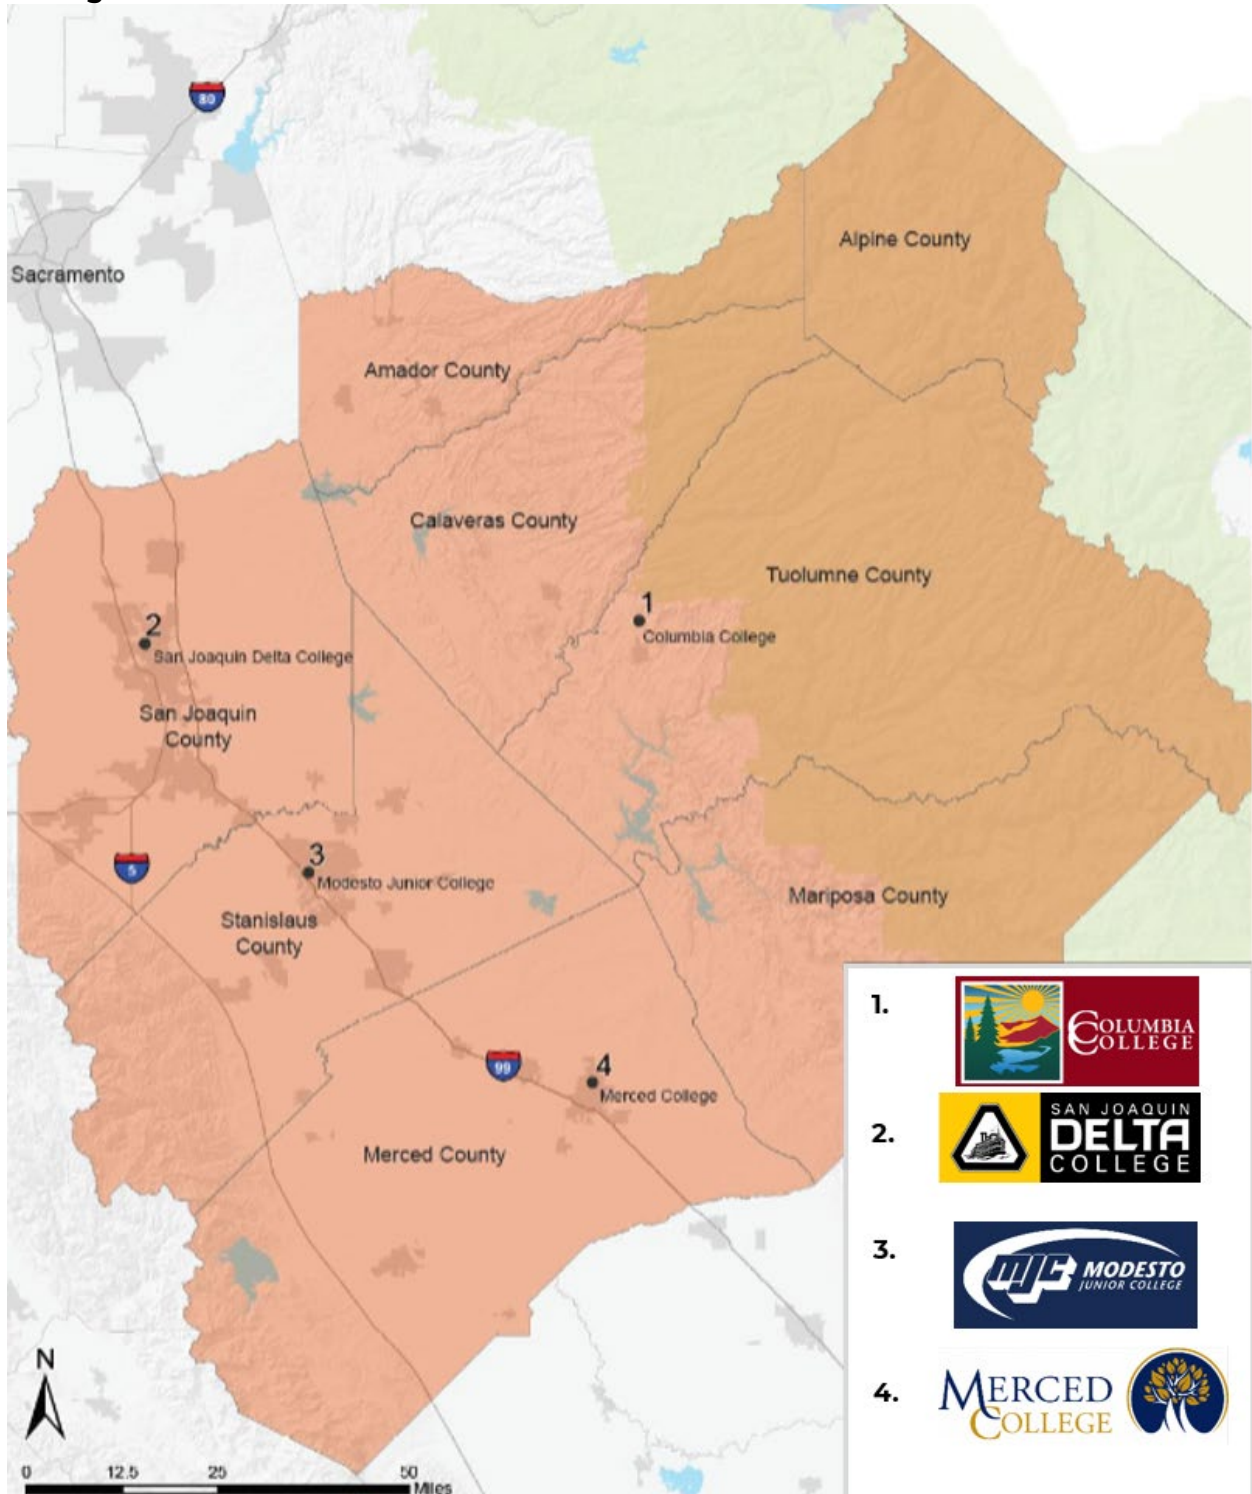 80
Sacramento
Alpine County
Amador County
Calaveras County
Tuolumne County
1
Columbia College
2
San Joaquin Delta College
San Joaquin
County
5
3
Modesto Junior College
Stanislaus
County
Mariposa County
99
4
Merced College
Merced County
1.
COLUMBIA
COLLEGE
2.
SAN JOAQUIN
DELTA
COLLEGE
3.
MJC MODESTO
JUNIOR COLLEGE
4.
MERCED
COLLEGE
N
0 12.5 25 50
Miles